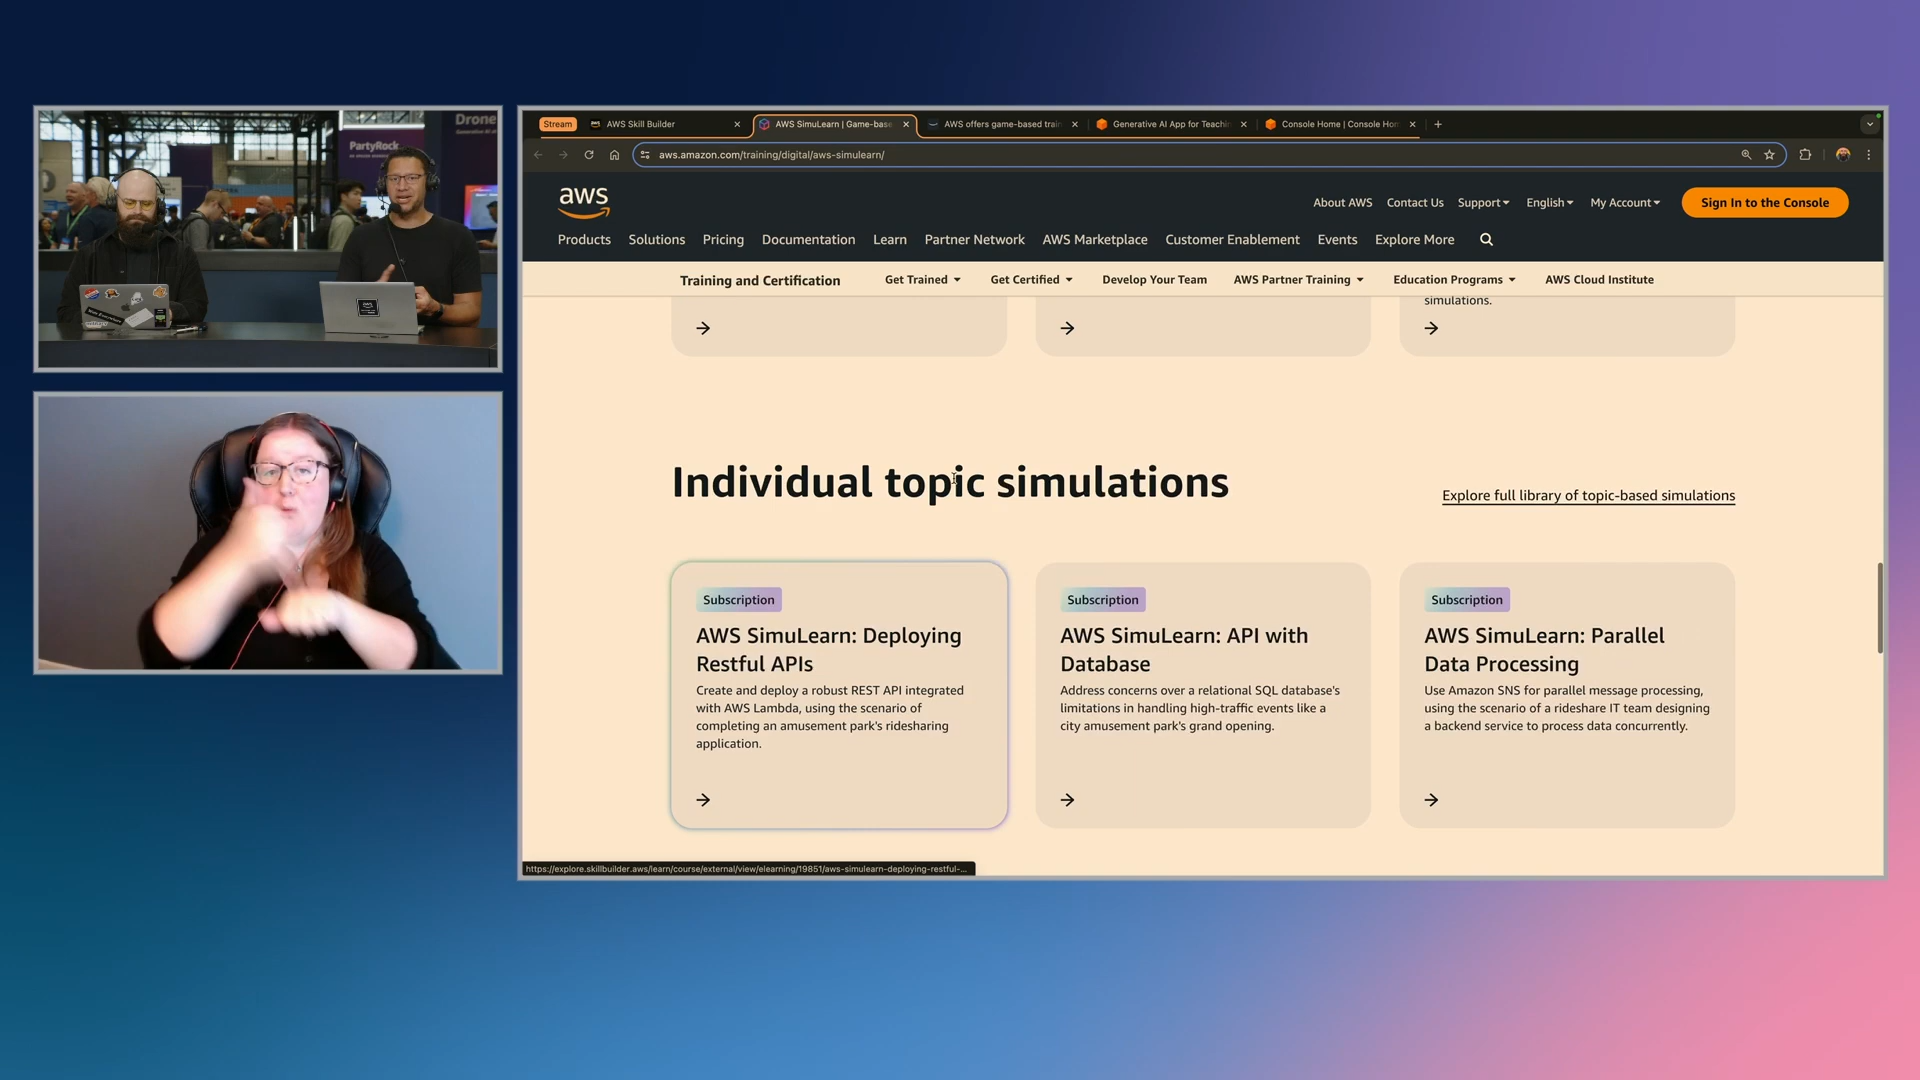 Drone
PartyRock
aws
Stream
AWS Skill Builder
AWS SimuLearn | Game-base
AWS offers game-based train
Generative AI App for Teachin
Console Home | Console Hom
aws.amazon.com/training/digital/aws-simulearn/
aws
About AWS
Contact Us
Support
English
My Account
Sign In to the Console
Products
Solutions
Pricing
Documentation
Learn
Partner Network
AWS Marketplace
Customer Enablement
Events
Explore More
Training and Certification
Get Trained
Get Certified
Develop Your Team
AWS Partner Training
Education Programs
AWS Cloud Institute
simulations.
Individual topic simulations
Explore full library of topic-based simulations
Subscription
AWS SimuLearn: Deploying
Restful APIs
Create and deploy a robust REST API integrated
with AWS Lambda, using the scenario of
completing an amusement park's ridesharing
application.
Subscription
AWS SimuLearn: API with
Database
Address concerns over a relational SQL database's
limitations in handling high-traffic events like a
city amusement park's grand opening.
Subscription
AWS SimuLearn: Parallel
Data Processing
Use Amazon SNS for parallel message processing,
using the scenario of a rideshare IT team designing
a backend service to process data concurrently.
https://explore.skillbuilder.aws/learn/course/external/view/elearning/19851/aws-simulearn-deploying-restful-...